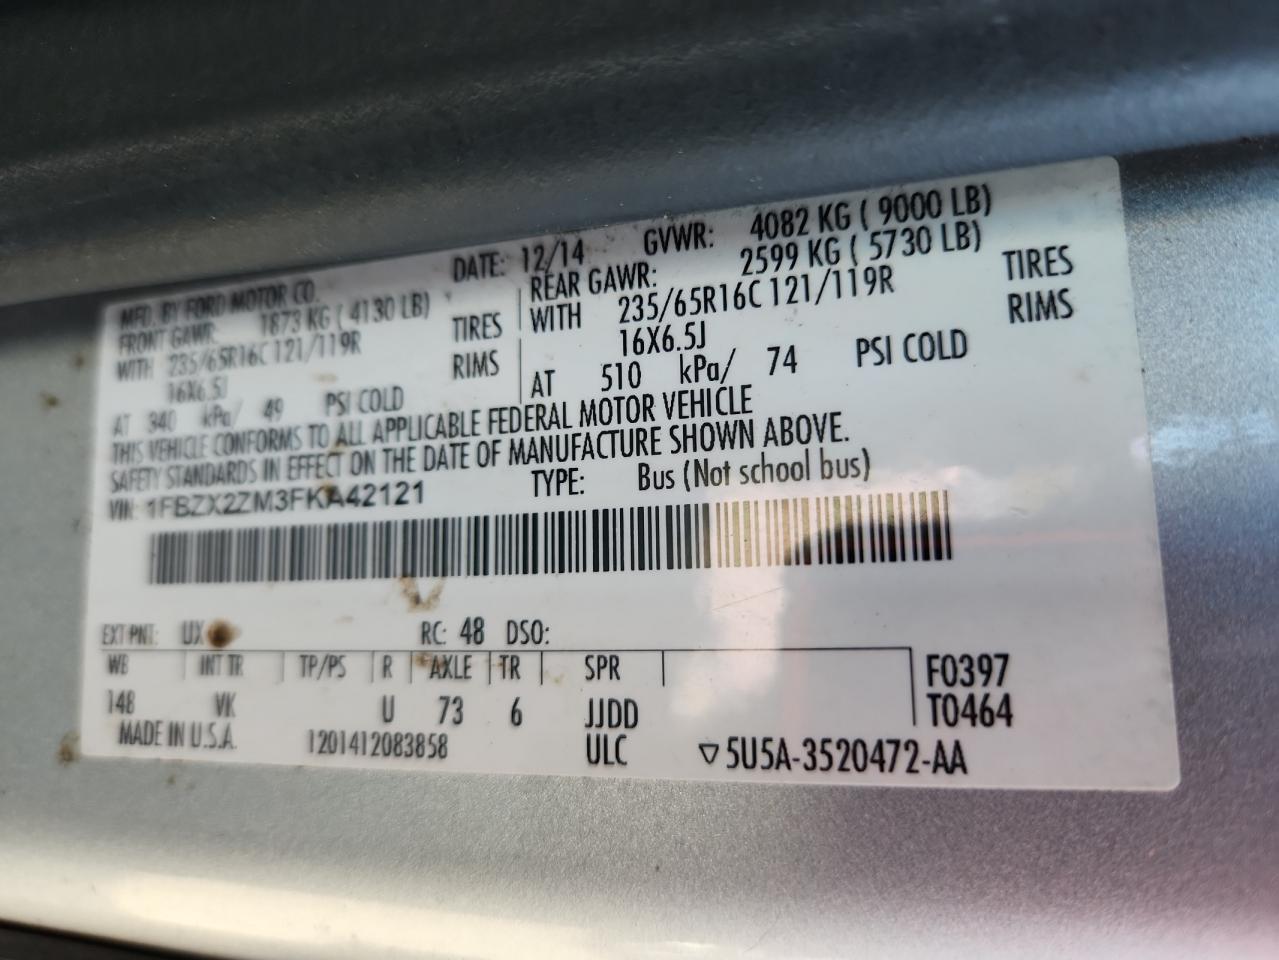 MFD. BY FORD MOTOR CO. DATE: 12/14 GVWR: 4082 KG ( 9000 LB)
FRONT GAWR: 1873 KG ( 4130 LB) REAR GAWR: 2599 KG ( 5730 LB)
WITH 235/65R16C 121/119R TIRES WITH 235/65R16C 121/119R TIRES
16X6.5J RIMS 16X6.5J RIMS
AT 340 kPa/ 49 PSI COLD AT 510 kPa/ 74 PSI COLD
THIS VEHICLE CONFORMS TO ALL APPLICABLE FEDERAL MOTOR VEHICLE
SAFETY STANDARDS IN EFFECT ON THE DATE OF MANUFACTURE SHOWN ABOVE.
VIN: 1FBZX2ZM3FKA42121 TYPE: Bus (Not school bus)
EXT PNT: UX RC: 48 DSO:
WB INT TR TP/PS R AXLE TR SPR F0397
148 VK U 73 6 JJDD T0464
MADE IN U.S.A. 1201412083858 ULC ▽5U5A-3520472-AA